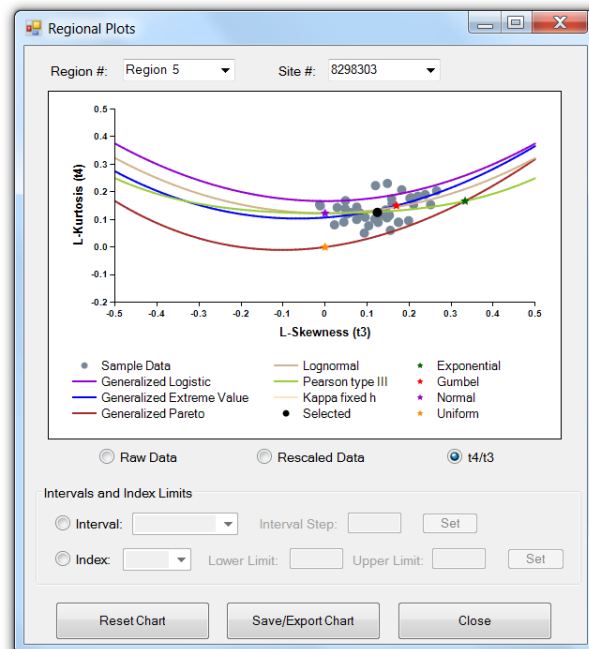 Regional Plots
Region #: Region 5 Site #: 8298303
0.5
0.4
0.3
0.2
0.1
0.0
-0.1
-0.2
L-Kurtosis (t4)
-0.5 -0.4 -0.3 -0.2 -0.1 0 0.1 0.2 0.3 0.4 0.5
L-Skewness (t3)
Sample Data Lognormal Exponential
Generalized Logistic Pearson type III Gumbel
Generalized Extreme Value Kappa fixed h Normal
Generalized Pareto Selected Uniform
Raw Data Rescaled Data t4/t3
Intervals and Index Limits
Interval: Interval Step: Set
Index: Lower Limit: Upper Limit: Set
Reset Chart Save/Export Chart Close